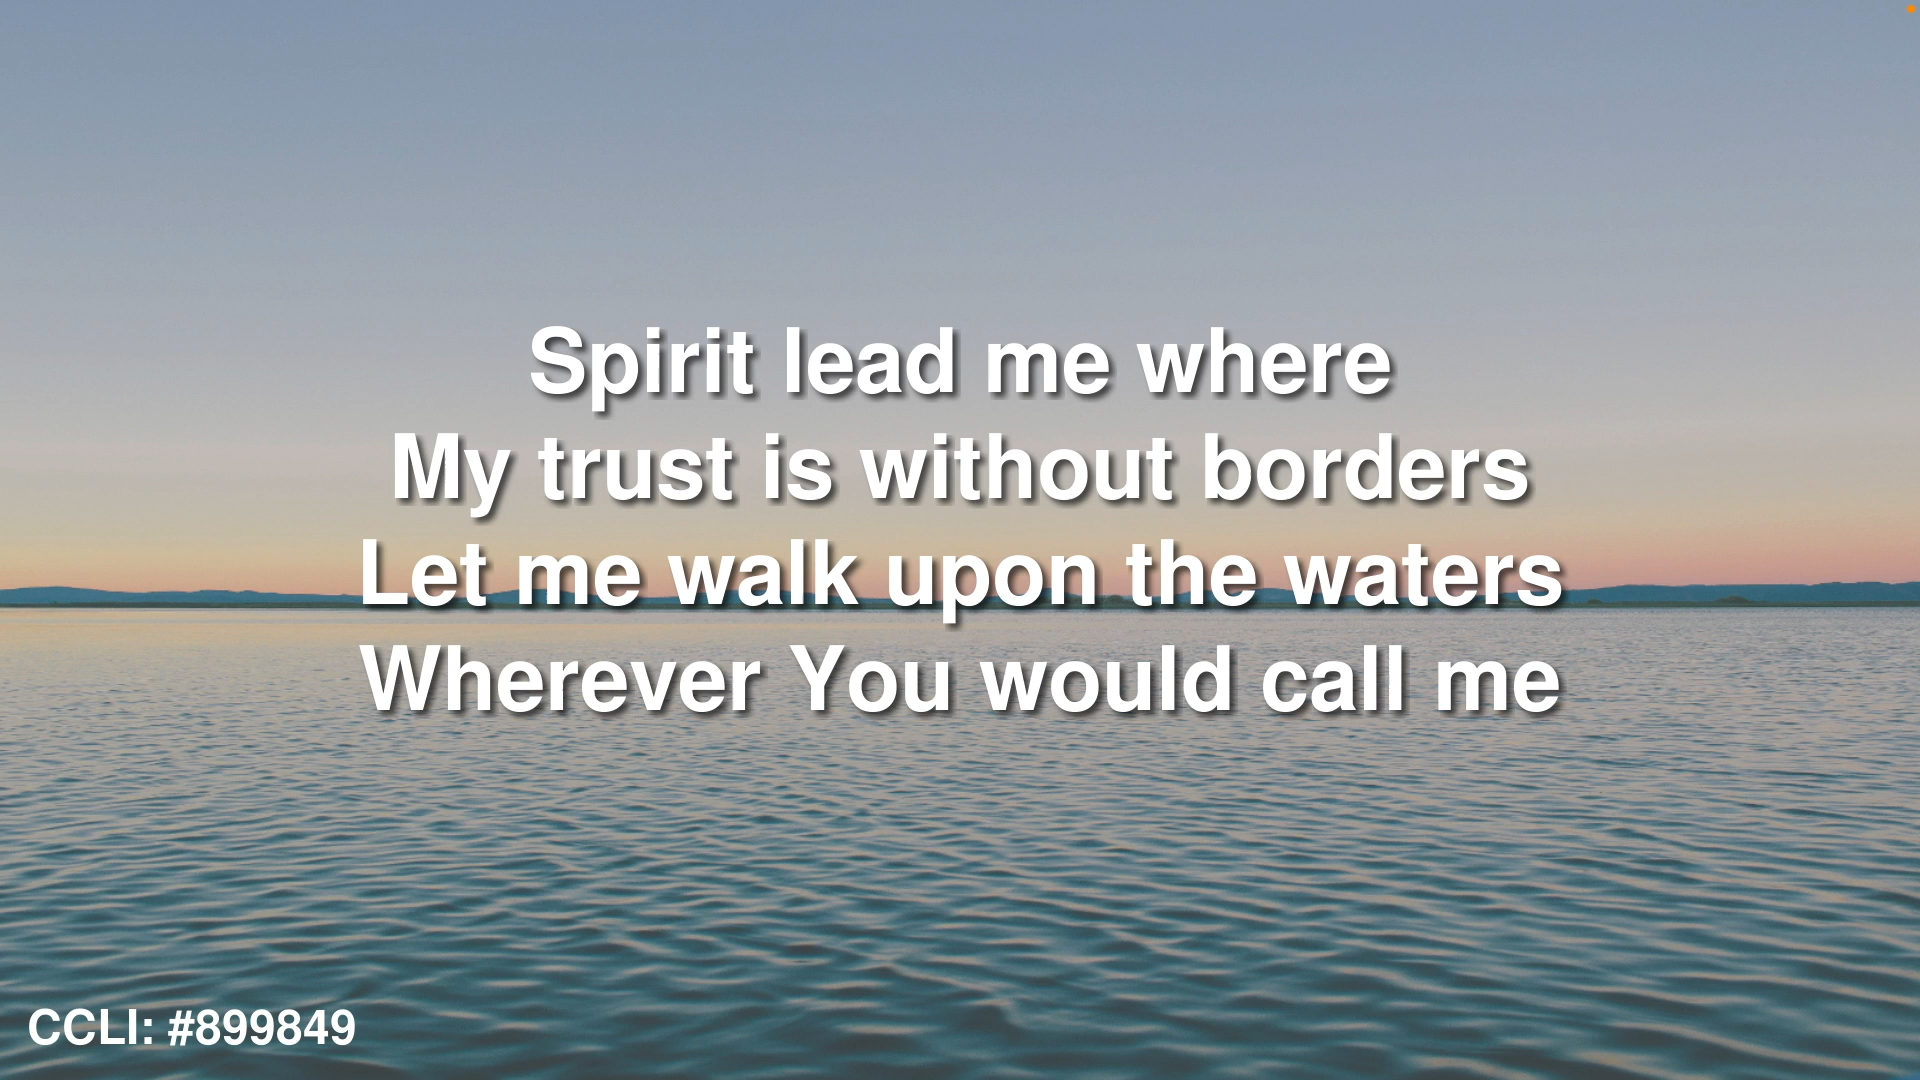 Spirit lead me where
My trust is without borders
Let me walk upon the waters
Wherever You would call me
CCLI: #899849